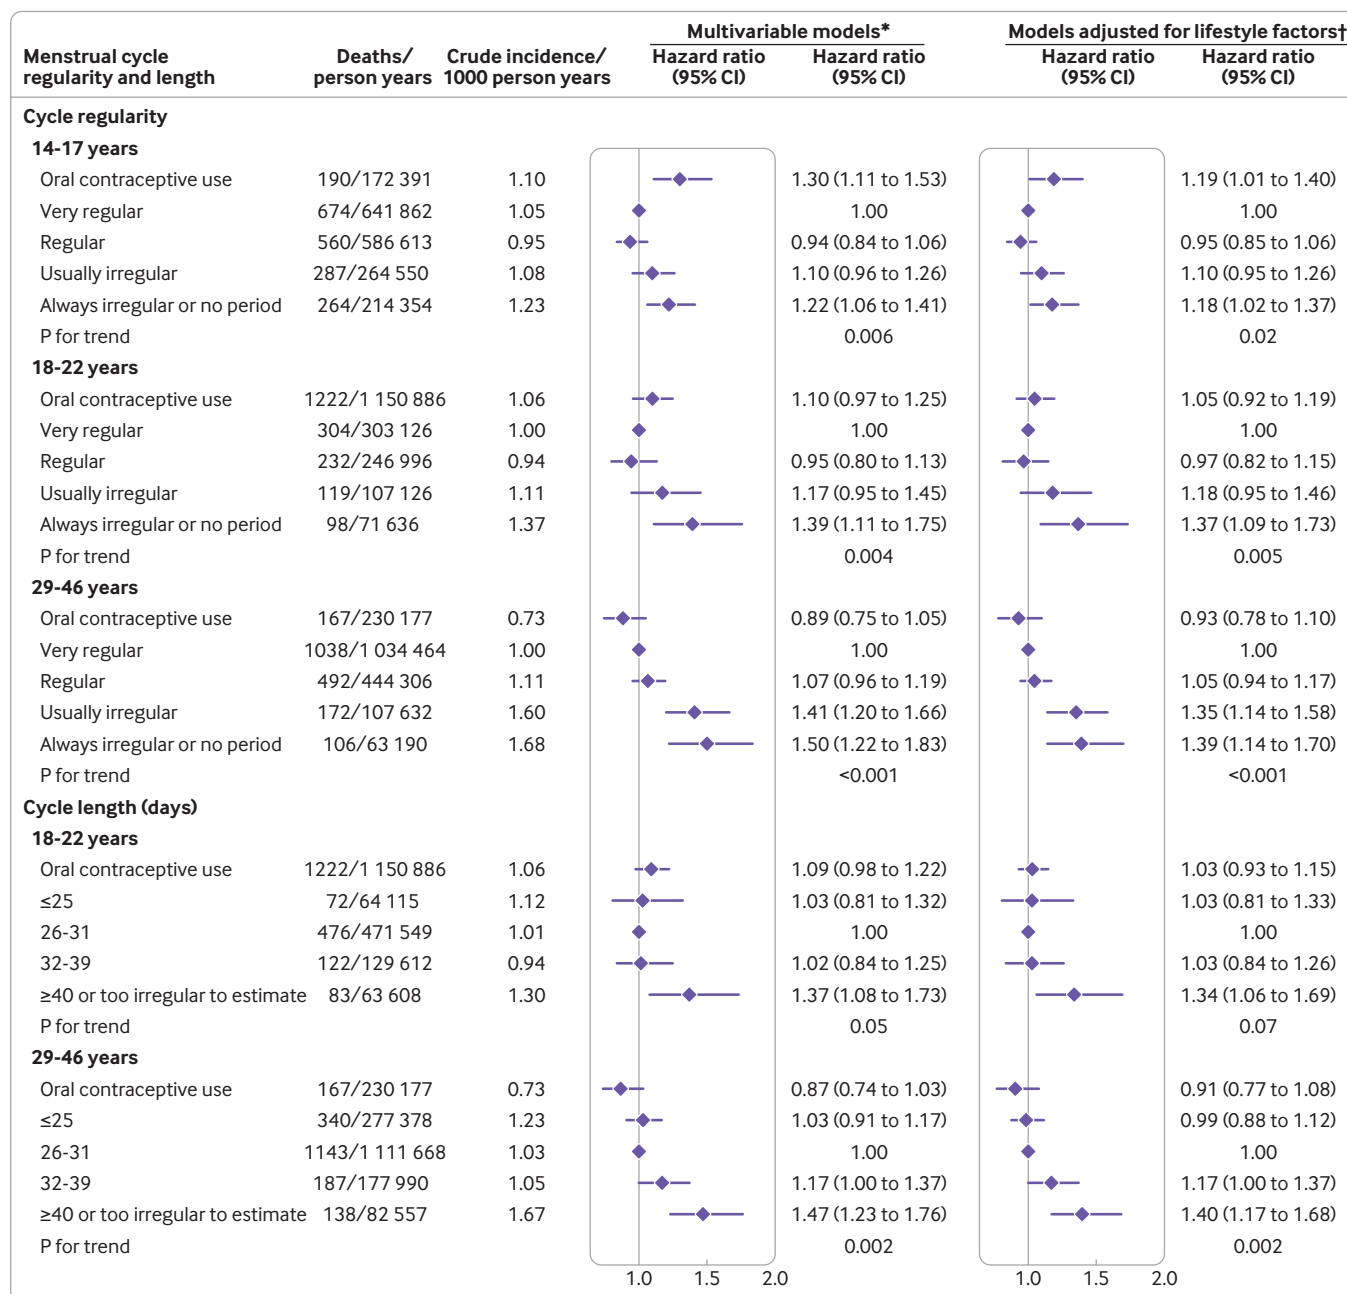 Multivariable models* Models adjusted for lifestyle factors†
Menstrual cycle Deaths/ Crude incidence/ Hazard ratio Hazard ratio Hazard ratio Hazard ratio
regularity and length person years 1000 person years (95% CI) (95% CI) (95% CI) (95% CI)
Cycle regularity
14-17 years
Oral contraceptive use 190/172 391 1.10 1.30 (1.11 to 1.53) 1.19 (1.01 to 1.40)
Very regular 674/641 862 1.05 1.00 1.00
Regular 560/586 613 0.95 0.94 (0.84 to 1.06) 0.95 (0.85 to 1.06)
Usually irregular 287/264 550 1.08 1.10 (0.96 to 1.26) 1.10 (0.95 to 1.26)
Always irregular or no period 264/214 354 1.23 1.22 (1.06 to 1.41) 1.18 (1.02 to 1.37)
P for trend 0.006 0.02
18-22 years
Oral contraceptive use 1222/1 150 886 1.06 1.10 (0.97 to 1.25) 1.05 (0.92 to 1.19)
Very regular 304/303 126 1.00 1.00 1.00
Regular 232/246 996 0.94 0.95 (0.80 to 1.13) 0.97 (0.82 to 1.15)
Usually irregular 119/107 126 1.11 1.17 (0.95 to 1.45) 1.18 (0.95 to 1.46)
Always irregular or no period 98/71 636 1.37 1.39 (1.11 to 1.75) 1.37 (1.09 to 1.73)
P for trend 0.004 0.005
29-46 years
Oral contraceptive use 167/230 177 0.73 0.89 (0.75 to 1.05) 0.93 (0.78 to 1.10)
Very regular 1038/1 034 464 1.00 1.00 1.00
Regular 492/444 306 1.11 1.07 (0.96 to 1.19) 1.05 (0.94 to 1.17)
Usually irregular 172/107 632 1.60 1.41 (1.20 to 1.66) 1.35 (1.14 to 1.58)
Always irregular or no period 106/63 190 1.68 1.50 (1.22 to 1.83) 1.39 (1.14 to 1.70)
P for trend <0.001 <0.001
Cycle length (days)
18-22 years
Oral contraceptive use 1222/1 150 886 1.06 1.09 (0.98 to 1.22) 1.03 (0.93 to 1.15)
≤25 72/64 115 1.12 1.03 (0.81 to 1.32) 1.03 (0.81 to 1.33)
26-31 476/471 549 1.01 1.00 1.00
32-39 122/129 612 0.94 1.02 (0.84 to 1.25) 1.03 (0.84 to 1.26)
≥40 or too irregular to estimate 83/63 608 1.30 1.37 (1.08 to 1.73) 1.34 (1.06 to 1.69)
P for trend 0.05 0.07
29-46 years
Oral contraceptive use 167/230 177 0.73 0.87 (0.74 to 1.03) 0.91 (0.77 to 1.08)
≤25 340/277 378 1.23 1.03 (0.91 to 1.17) 0.99 (0.88 to 1.12)
26-31 1143/1 111 668 1.03 1.00 1.00
32-39 187/177 990 1.05 1.17 (1.00 to 1.37) 1.17 (1.00 to 1.37)
≥40 or too irregular to estimate 138/82 557 1.67 1.47 (1.23 to 1.76) 1.40 (1.17 to 1.68)
P for trend 0.002 0.002
1.0 1.5 2.0 1.0 1.5 2.0